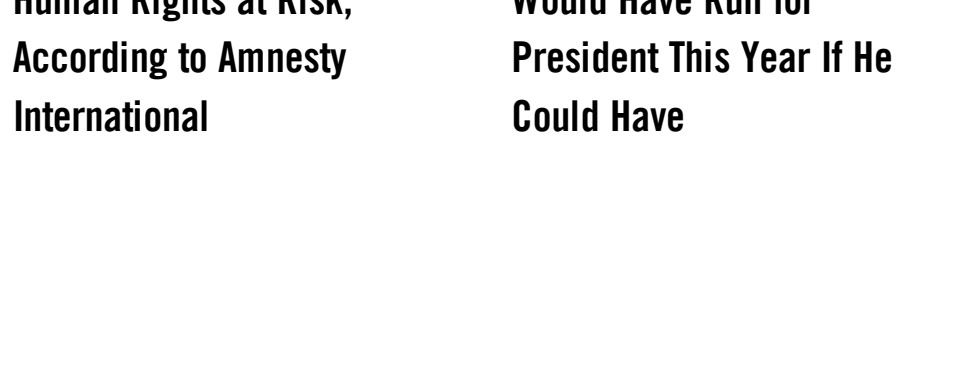 Human Rights at Risk,
According to Amnesty
International
Would Have Run for
President This Year If He
Could Have